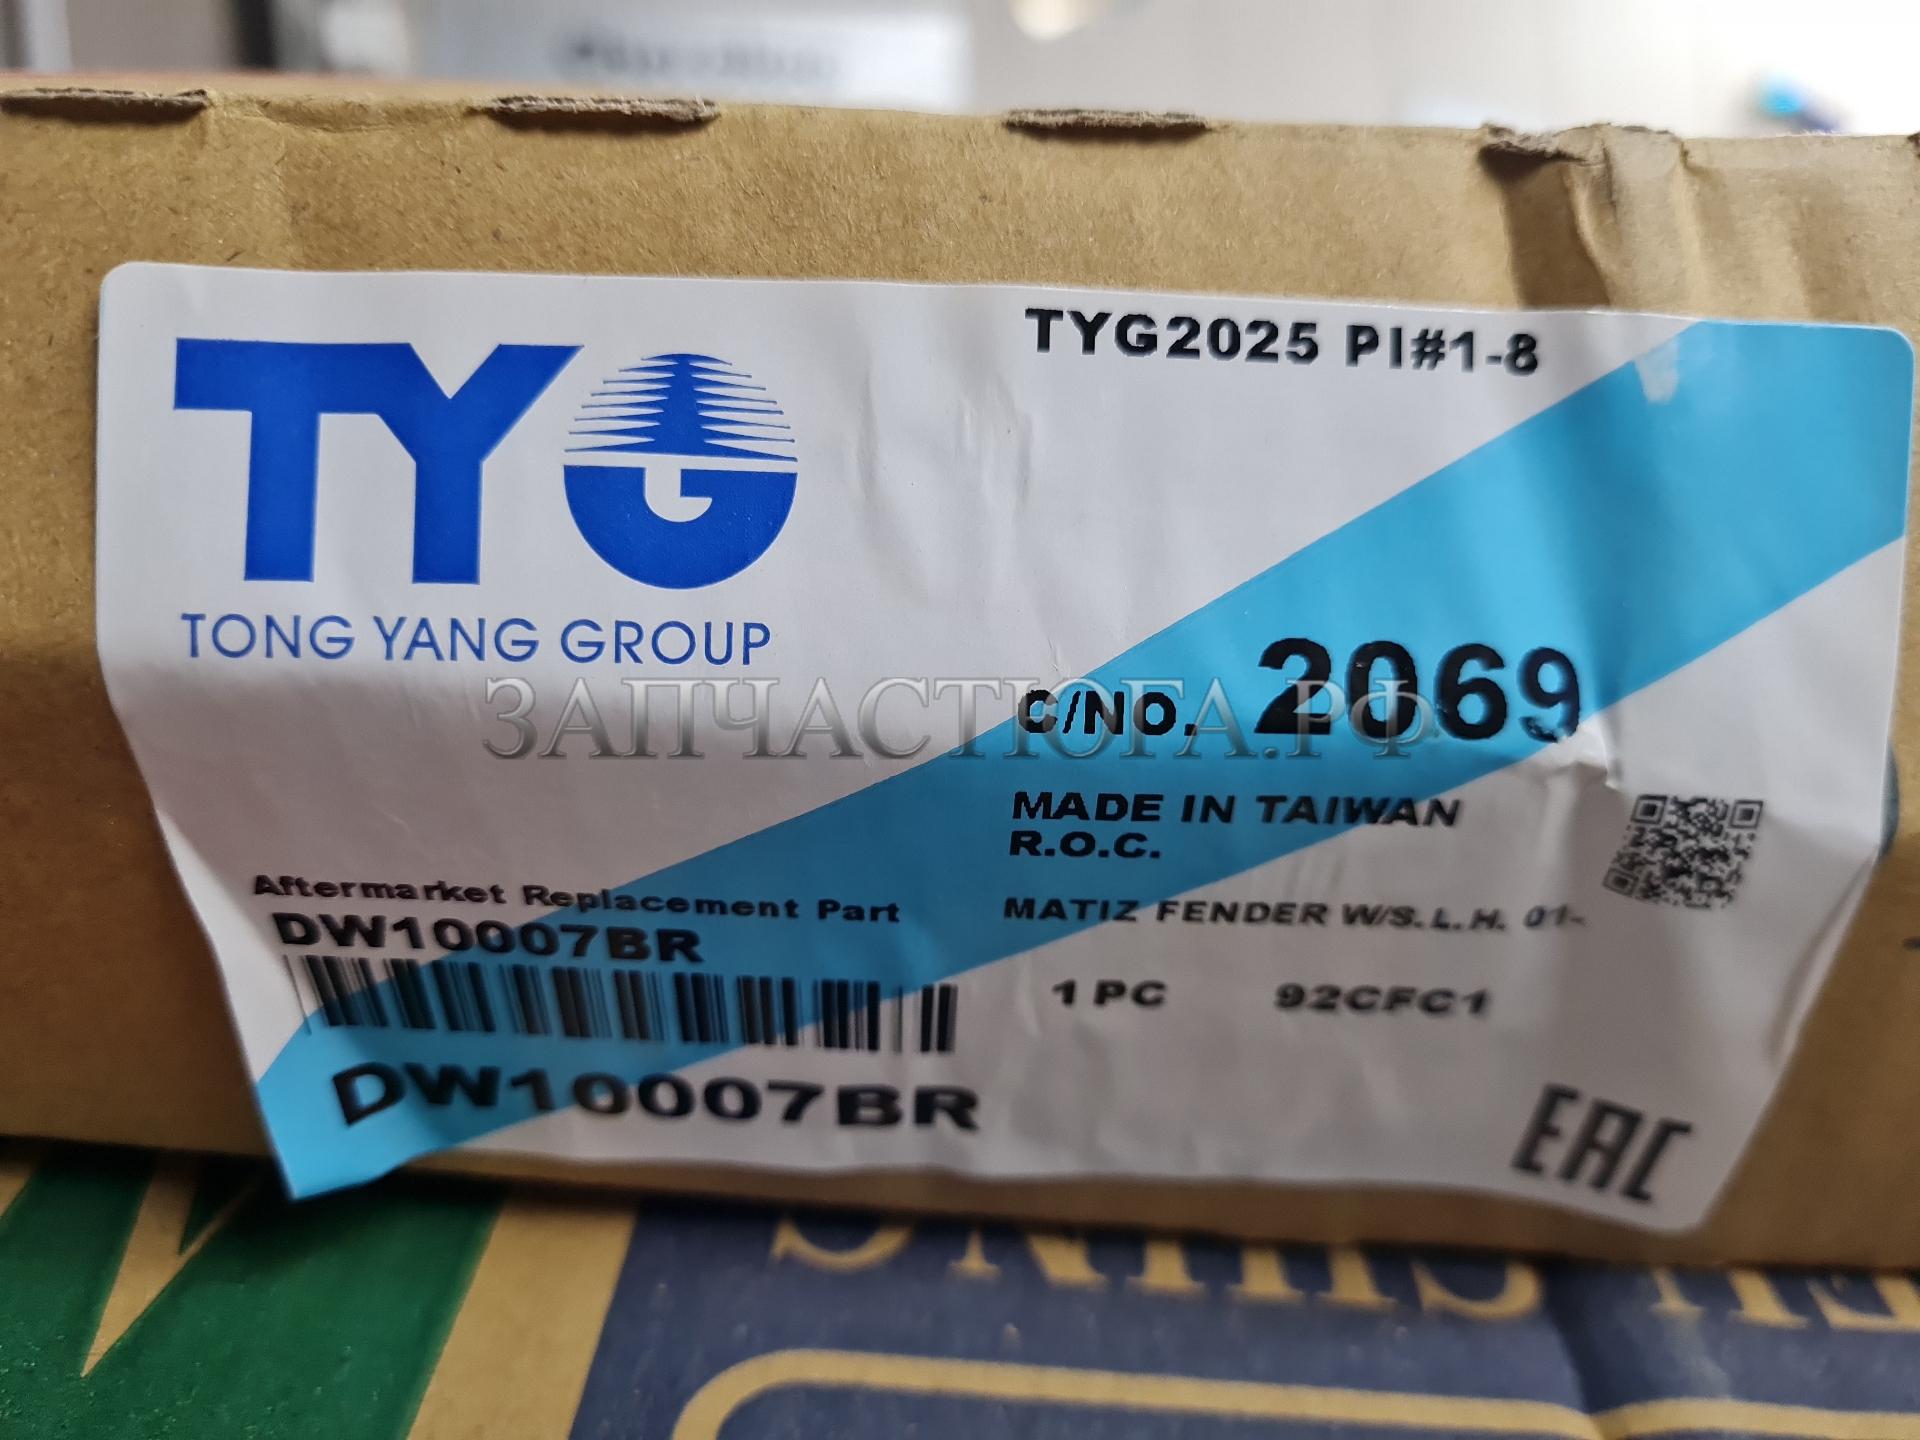 TYG
TYG2025 PI#1-8
TONG YANG GROUP
ЗАПЧАСТЮГА.РФ
C/NO. 2069
MADE IN TAIWAN
R.O.C.
Aftermarket Replacement Part
DW10007BR
MATIZ FENDER W/S.L.H. 01-
1 PC 92CFC1
DW10007BR
EAC